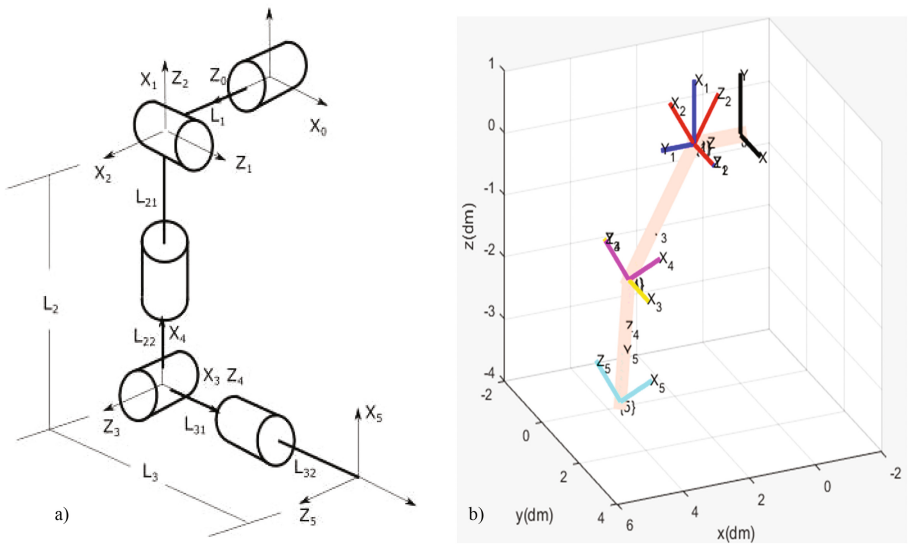 X₁
Z₂
Z₀
L₁
X₀
X₂
Z₁
L₂₁
L₂
L₂₂
X₄
X₃ Z₄
Z₃
L₃₁
X₅
L₃
L₃₂
Z₅
a)
1
0
-1
-2
-3
-4
z(dm)
X₁
Z₂
Y
X₂
Y₁
Z
X
X₄
X₃
Z₄
Y₅
Z₅
X₅
{5}
-2
0
2
4
y(dm)
6
4
2
0
-2
x(dm)
b)